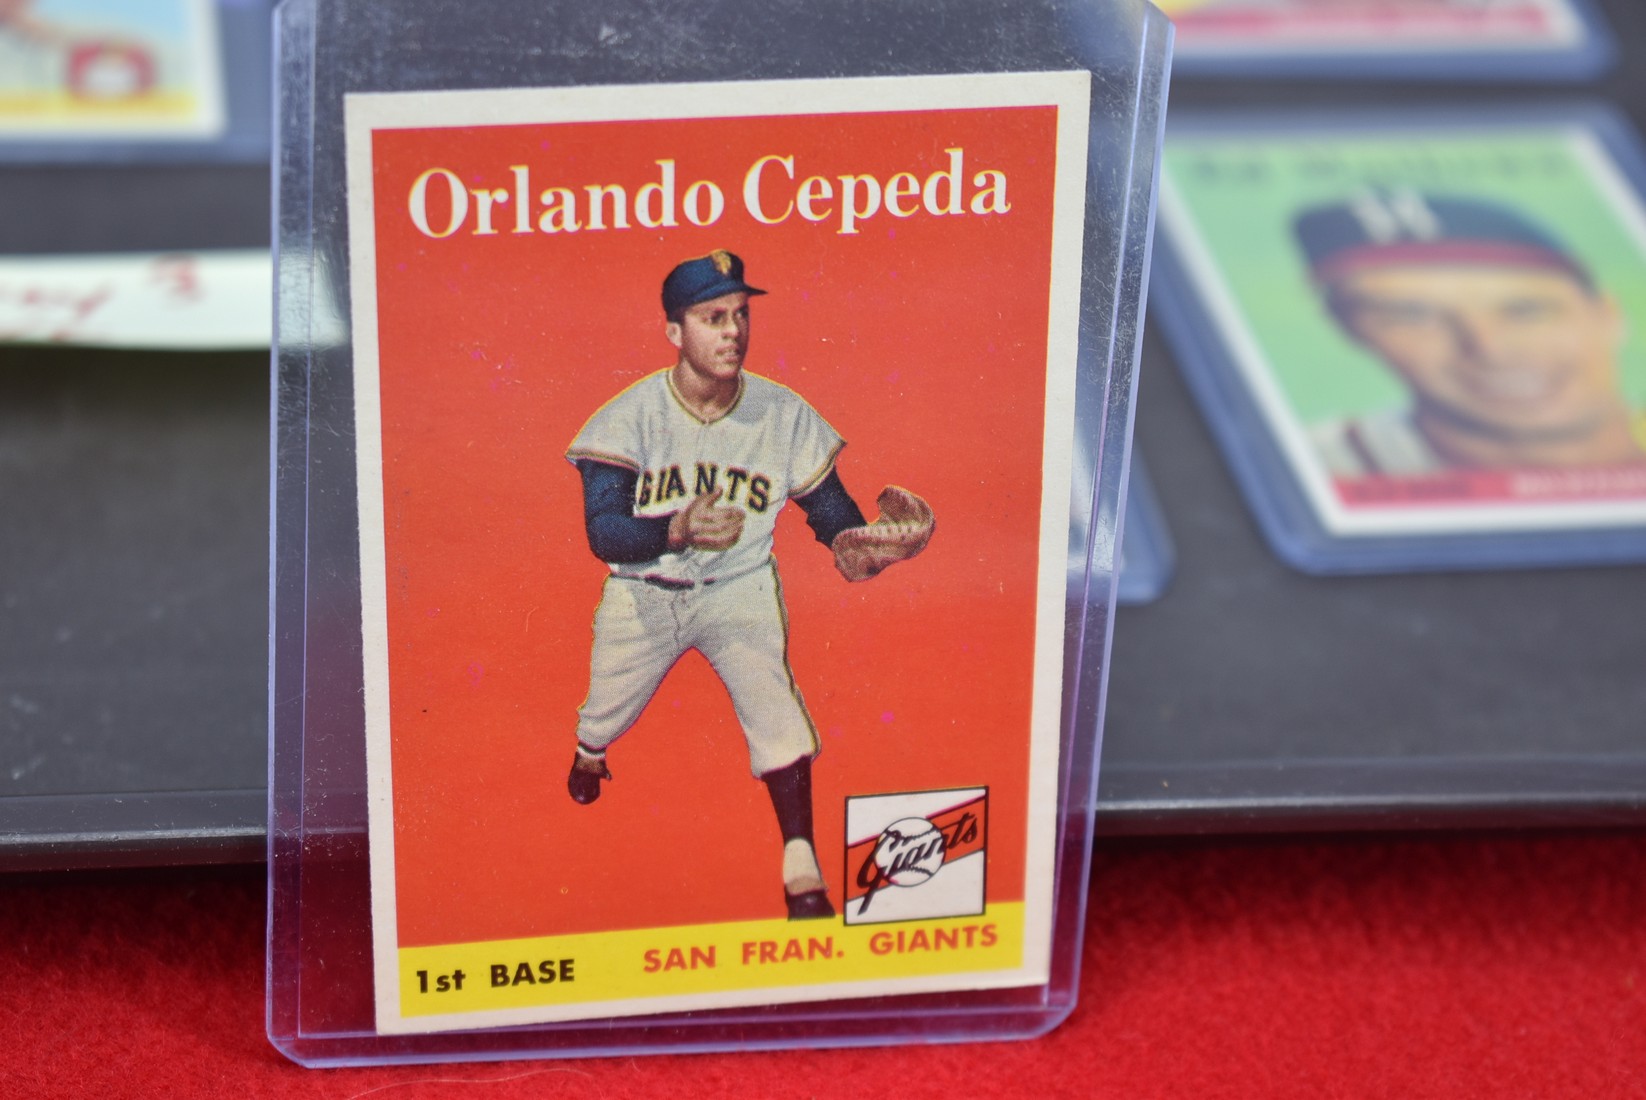 Orlando Cepeda
GIANTS
Giants
1st BASE
SAN FRAN. GIANTS